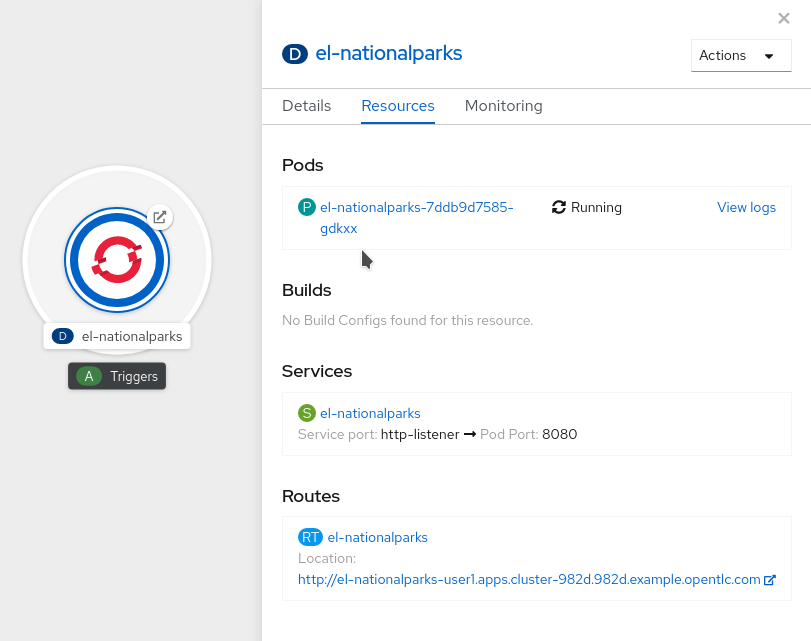 D el-nationalparks
Actions
Details Resources Monitoring
Pods
P el-nationalparks-7ddb9d7585-
gdkxx
Running
View logs
Builds
No Build Configs found for this resource.
Services
S el-nationalparks
Service port: http-listener → Pod Port: 8080
Routes
RT el-nationalparks
Location:
http://el-nationalparks-user1.apps.cluster-982d.982d.example.opentlc.com
D el-nationalparks
A Triggers